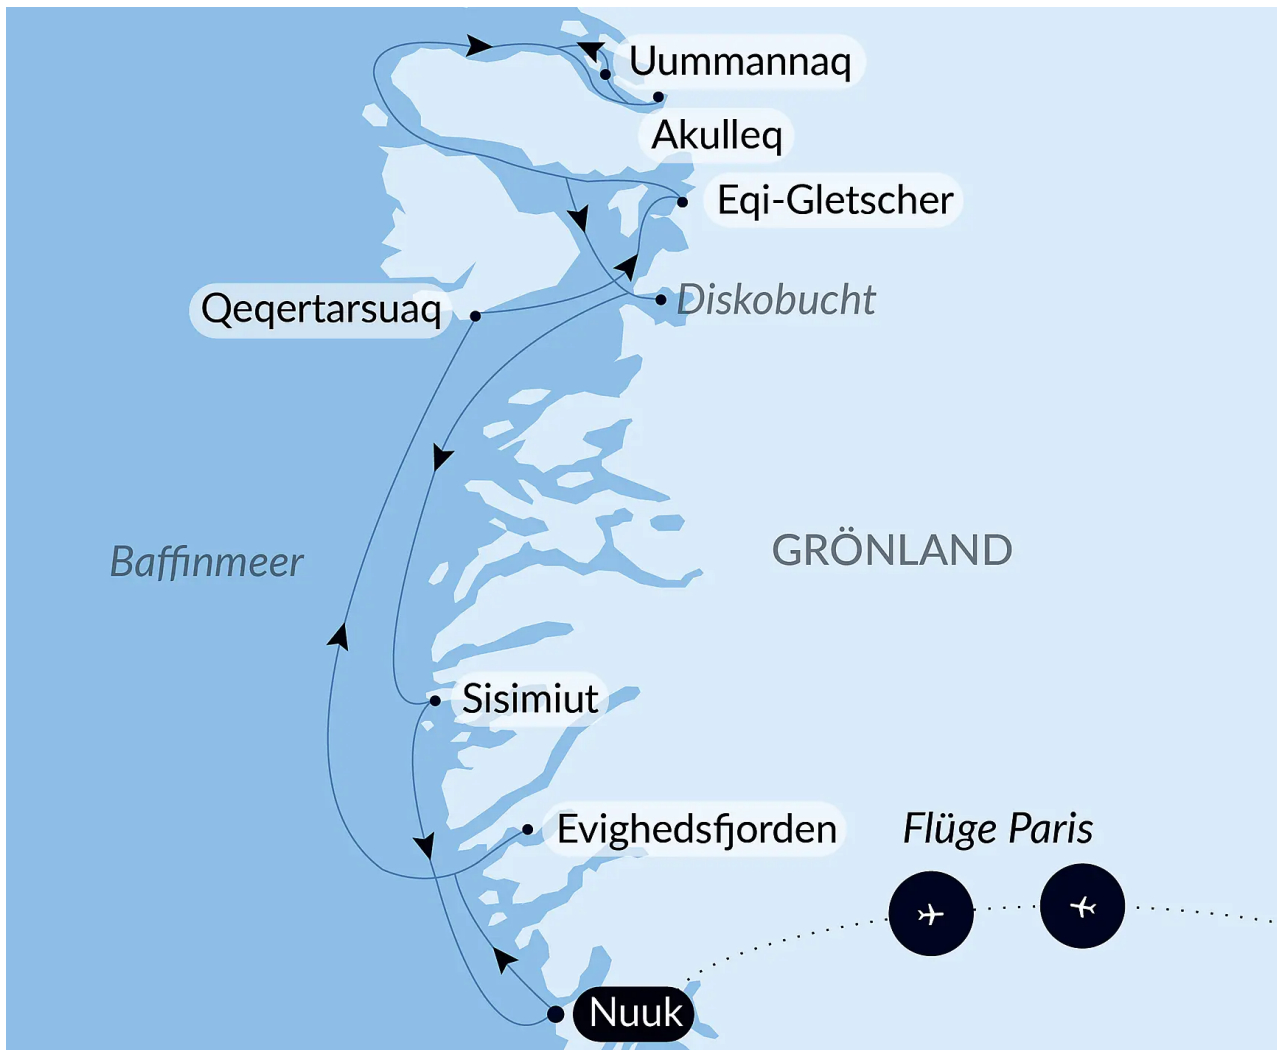 Uummannaq
Akulleq
Eqi-Gletscher
Qeqertarsuaq
Diskobucht
Baffinmeer
GRÖNLAND
Sisimiut
Evighedsfjorden
Flüge Paris
Nuuk